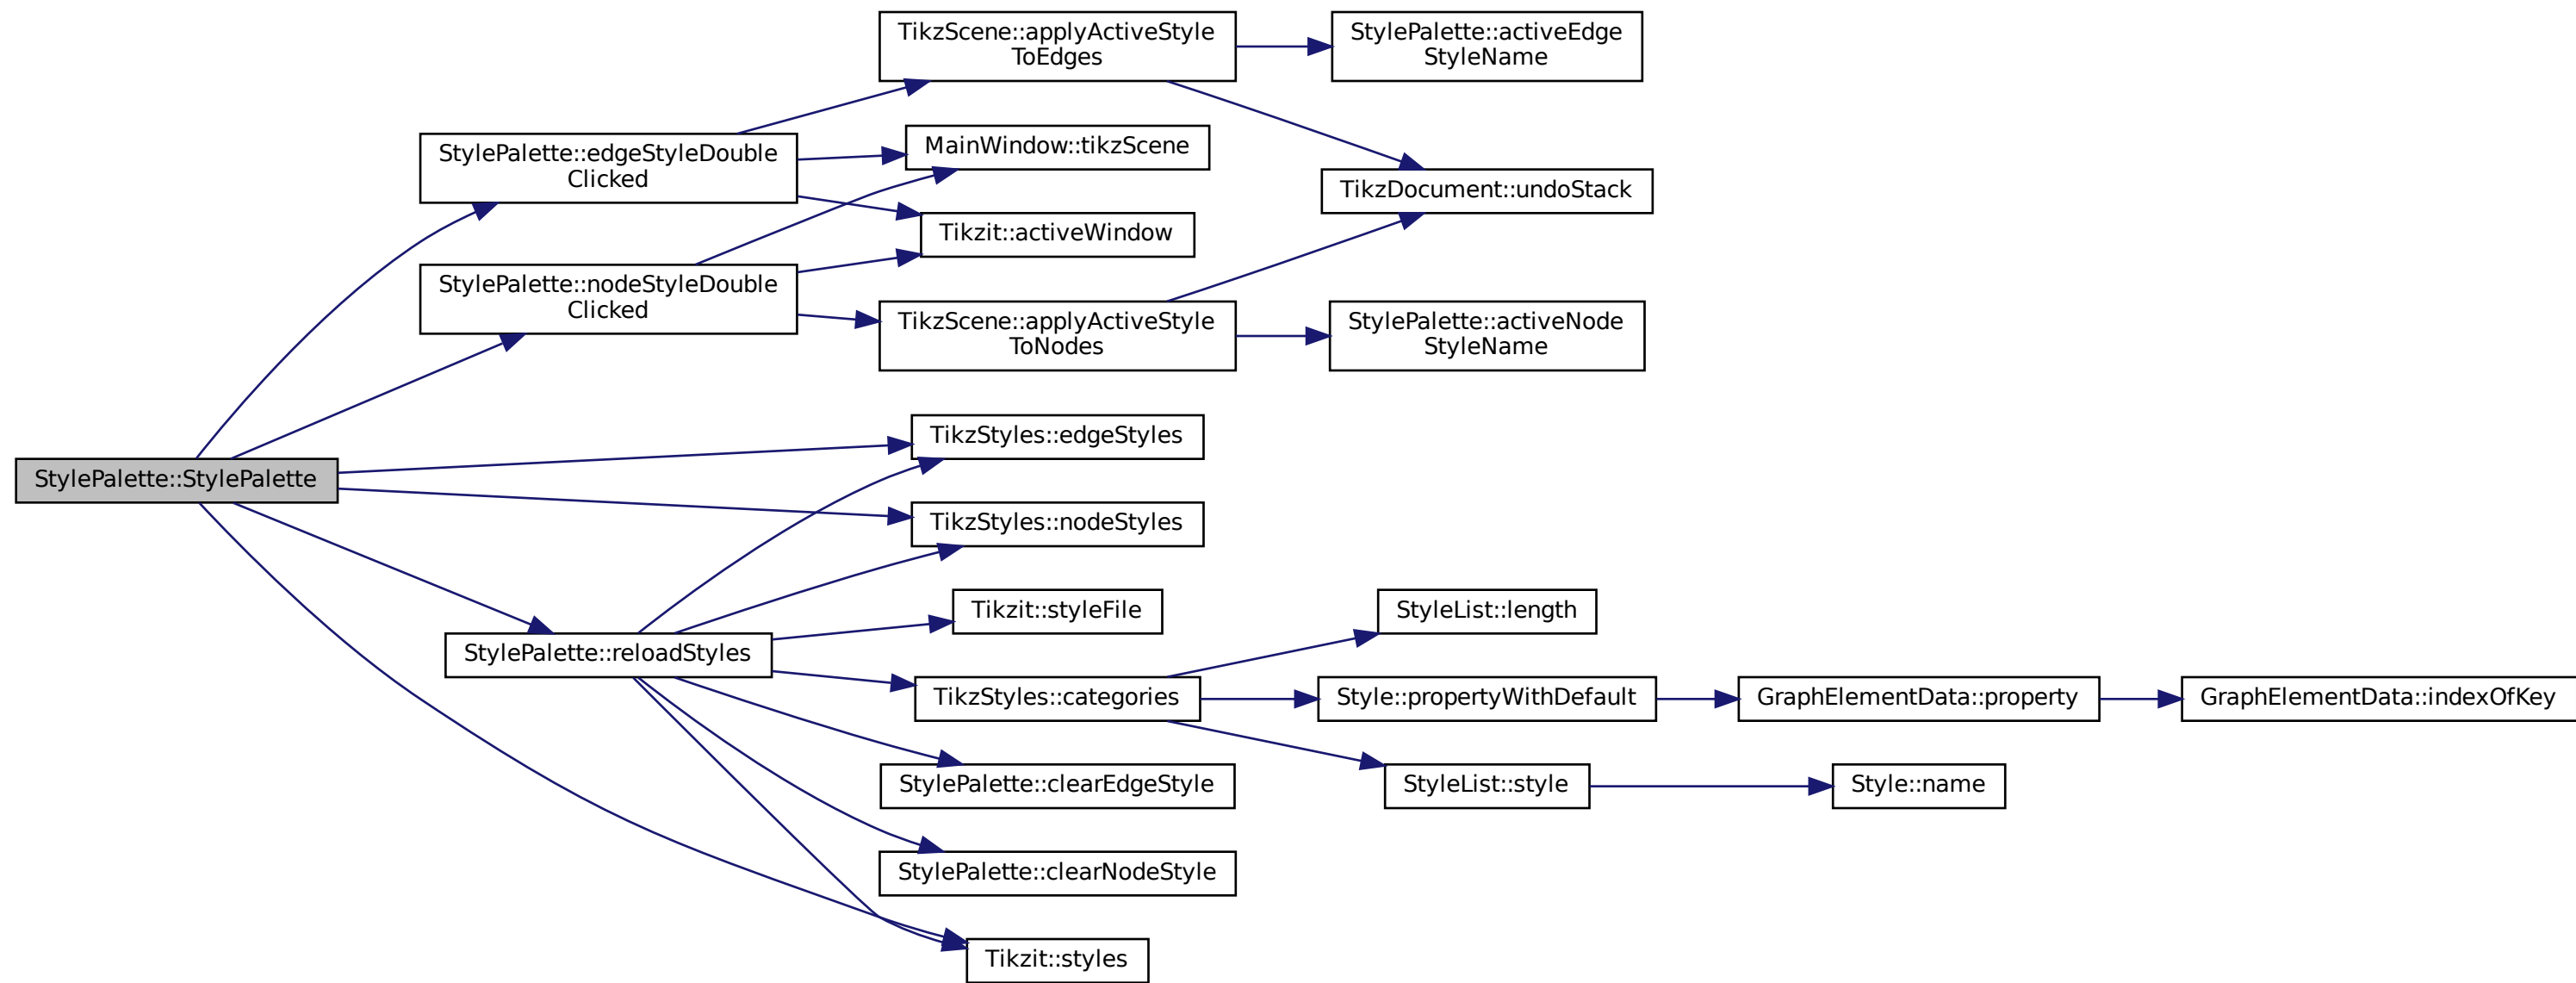 TikzScene::applyActiveStyle
ToEdges
StylePalette::activeEdge
StyleName
StylePalette::edgeStyleDouble
Clicked
MainWindow::tikzScene
TikzDocument::undoStack
Tikzit::activeWindow
StylePalette::nodeStyleDouble
Clicked
TikzScene::applyActiveStyle
ToNodes
StylePalette::activeNode
StyleName
TikzStyles::edgeStyles
StylePalette::StylePalette
TikzStyles::nodeStyles
Tikzit::styleFile
StyleList::length
StylePalette::reloadStyles
TikzStyles::categories
Style::propertyWithDefault
GraphElementData::property
GraphElementData::indexOfKey
StylePalette::clearEdgeStyle
StyleList::style
Style::name
StylePalette::clearNodeStyle
Tikzit::styles